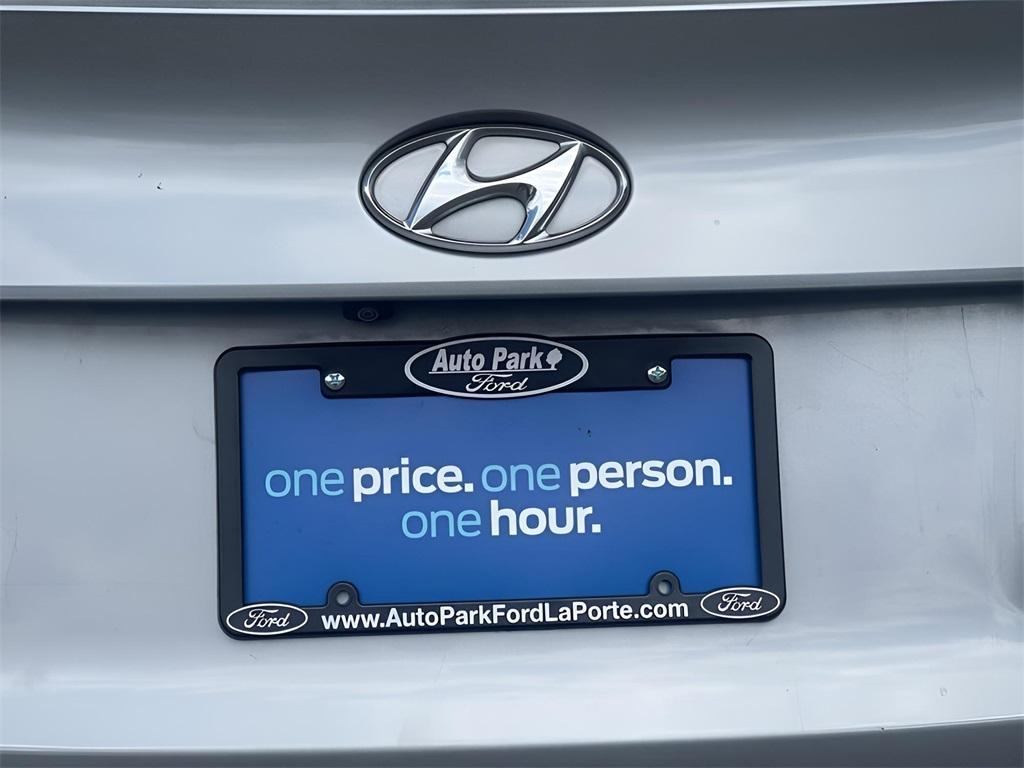 Auto Park
Ford
one price. one person.
one hour.
Ford www.AutoParkFordLaPorte.com Ford